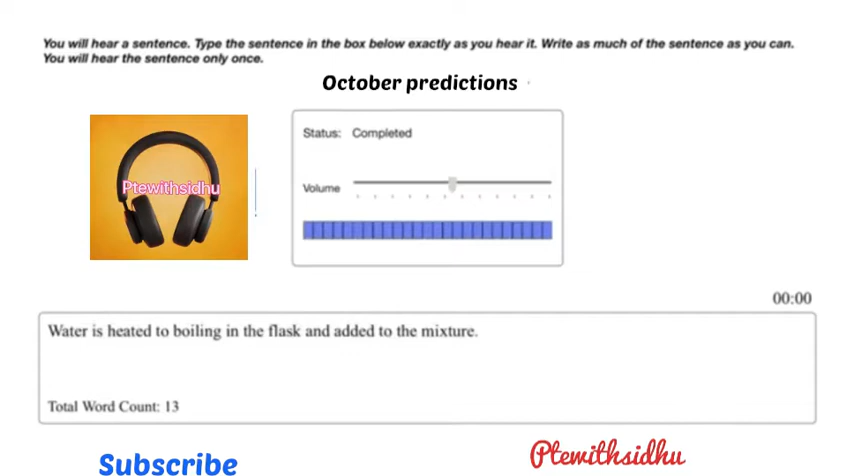 You will hear a sentence. Type the sentence in the box below exactly as you hear it. Write as much of the sentence as you can.
You will hear the sentence only once.
October predictions
Status: Completed
Ptewithsidhu
Volume
00:00
Water is heated to boiling in the flask and added to the mixture.
Total Word Count: 13
Subscribe
Ptewithsidhu